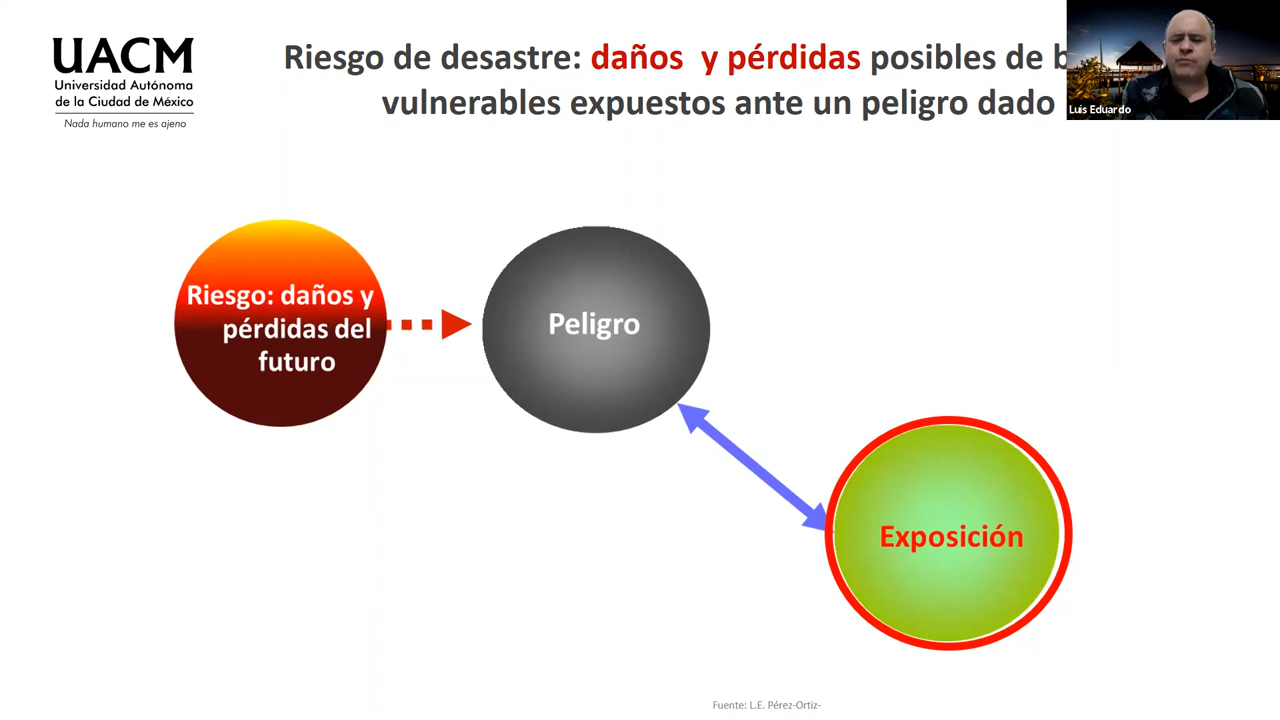 UACM
Universidad Autónoma
de la Ciudad de México
Nada humano me es ajeno
Riesgo de desastre: daños y pérdidas posibles de
vulnerables expuestos ante un peligro dado
Luis Eduardo
Riesgo: daños y
pérdidas del
futuro
Peligro
Exposición
Fuente: L.E. Pérez-Ortiz-